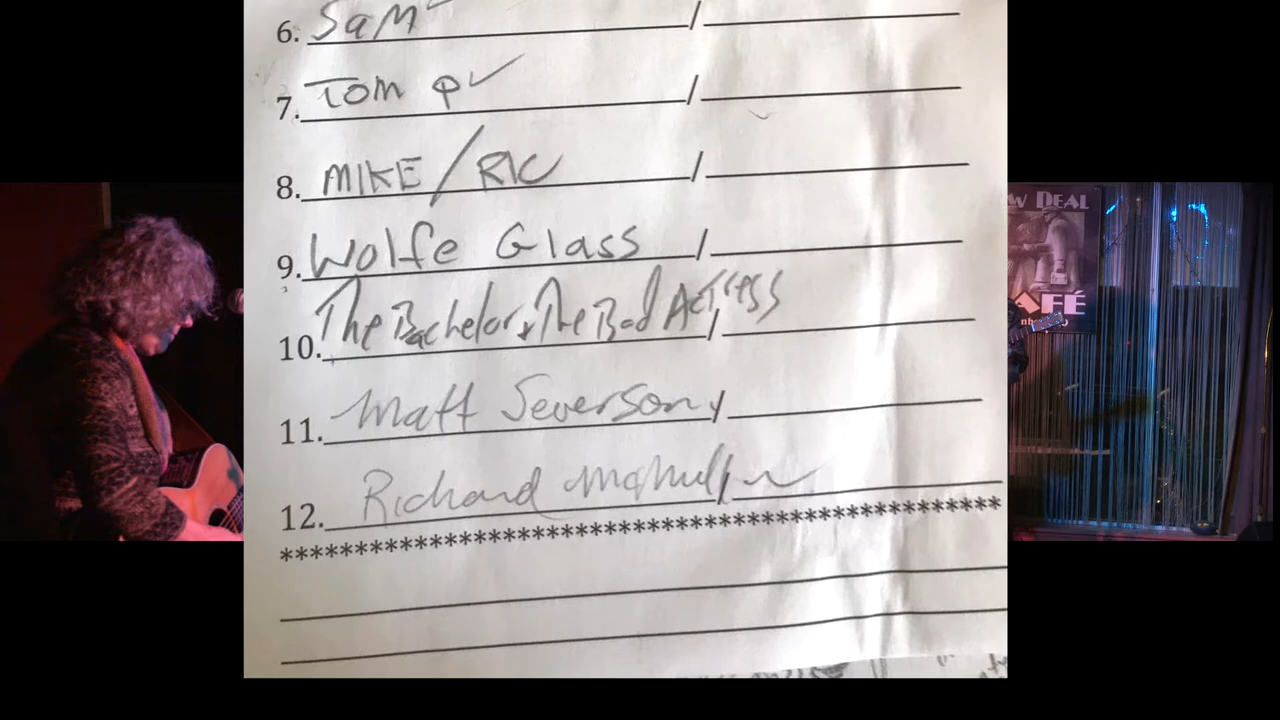 6. Sam /
7. Tom P /
8. MIKE / RIC /
9. Wolfe Glass /
10. The Bachelor & The Bad Actress /
11. Matt Severson /
12. Richard /
****************************************************
W DEAL
AFÉ